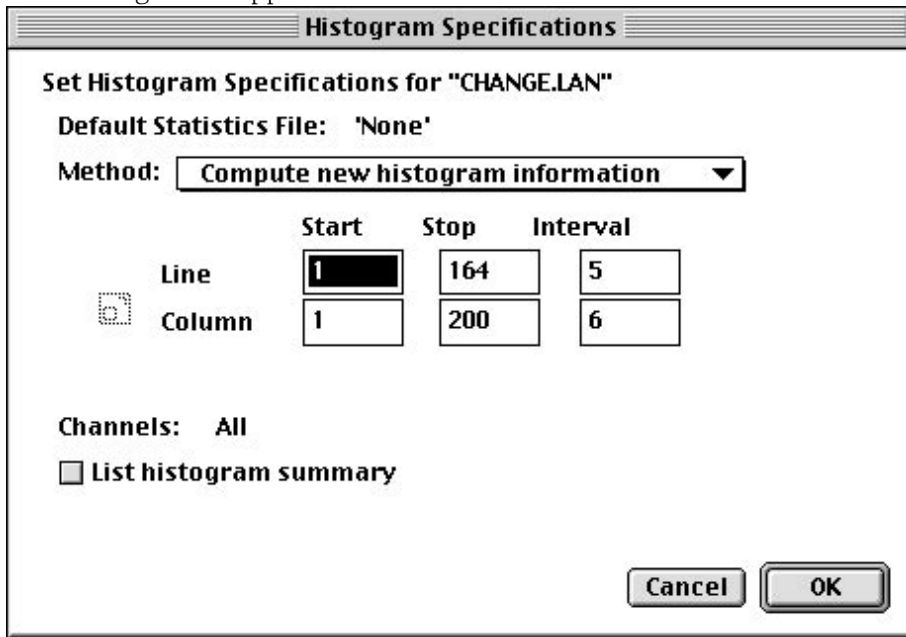 Histogram Specifications
Set Histogram Specifications for "CHANGE.LAN"
Default Statistics File: 'None'
Method: Compute new histogram information
Start Stop Interval
Line 1 164 5
Column 1 200 6
Channels: All
List histogram summary
Cancel OK